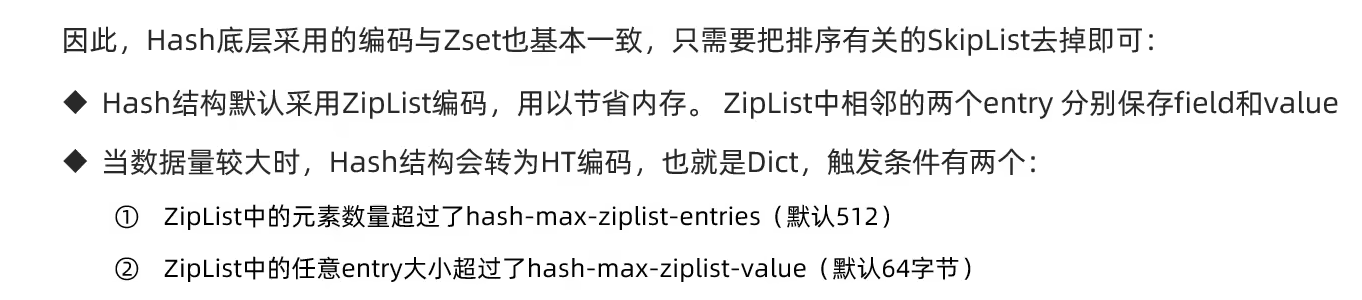 因此，Hash底层采用的编码与Zset也基本一致，只需要把排序有关的SkipList去掉即可：
◆ Hash结构默认采用ZipList编码，用以节省内存。 ZipList中相邻的两个entry 分别保存field和value
◆ 当数据量较大时，Hash结构会转为HT编码，也就是Dict，触发条件有两个：
① ZipList中的元素数量超过了hash-max-ziplist-entries（默认512）
② ZipList中的任意entry大小超过了hash-max-ziplist-value（默认64字节）